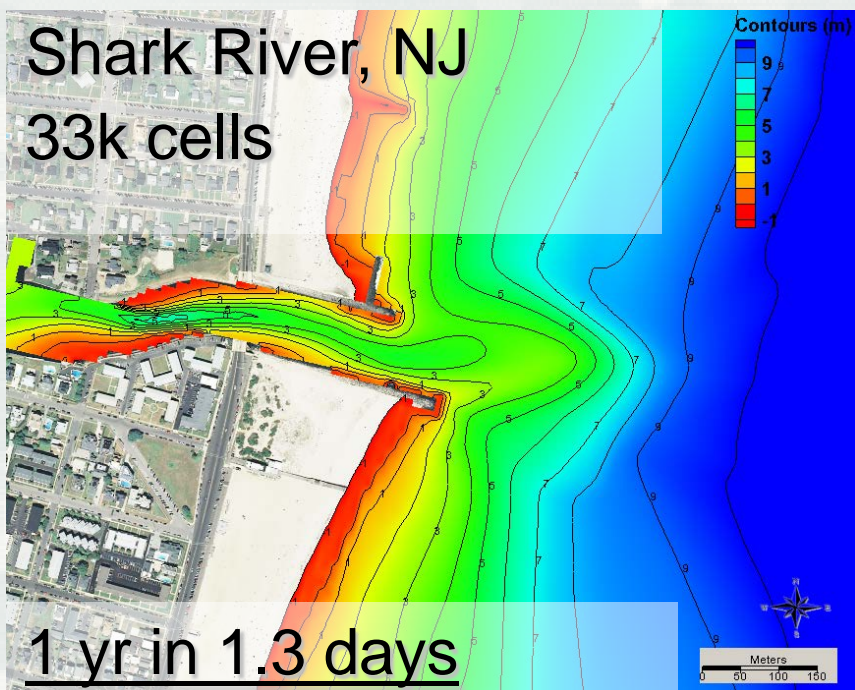 Shark River, NJ
33k cells
Contours (m)
9
7
5
3
1
-1
1 yr in 1.3 days
N
W E
S
Meters
0 50 100 150